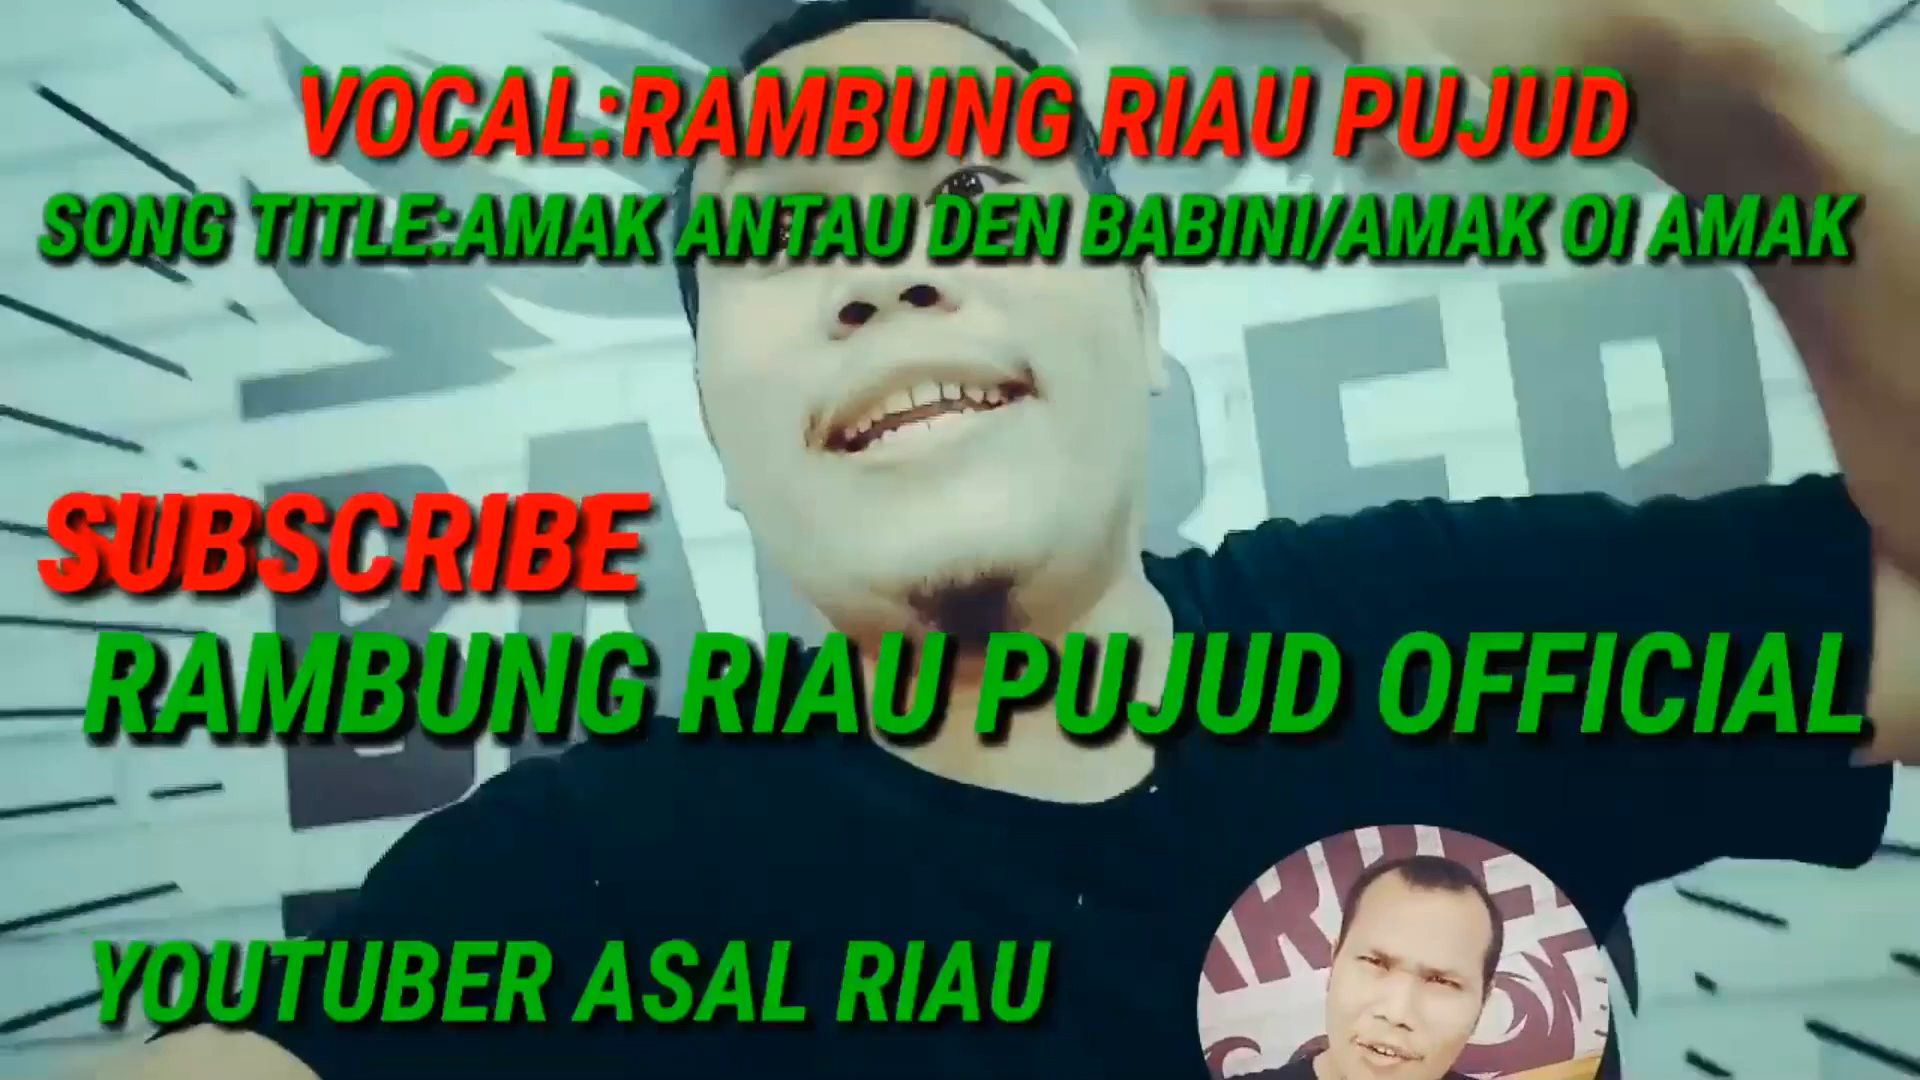 VOCAL:RAMBUNG RIAU PUJUD
SONG TITLE:AMAK ANTAU DEN BABINI/AMAK OI AMAK
SUBSCRIBE
RAMBUNG RIAU PUJUD OFFICIAL
YOUTUBER ASAL RIAU